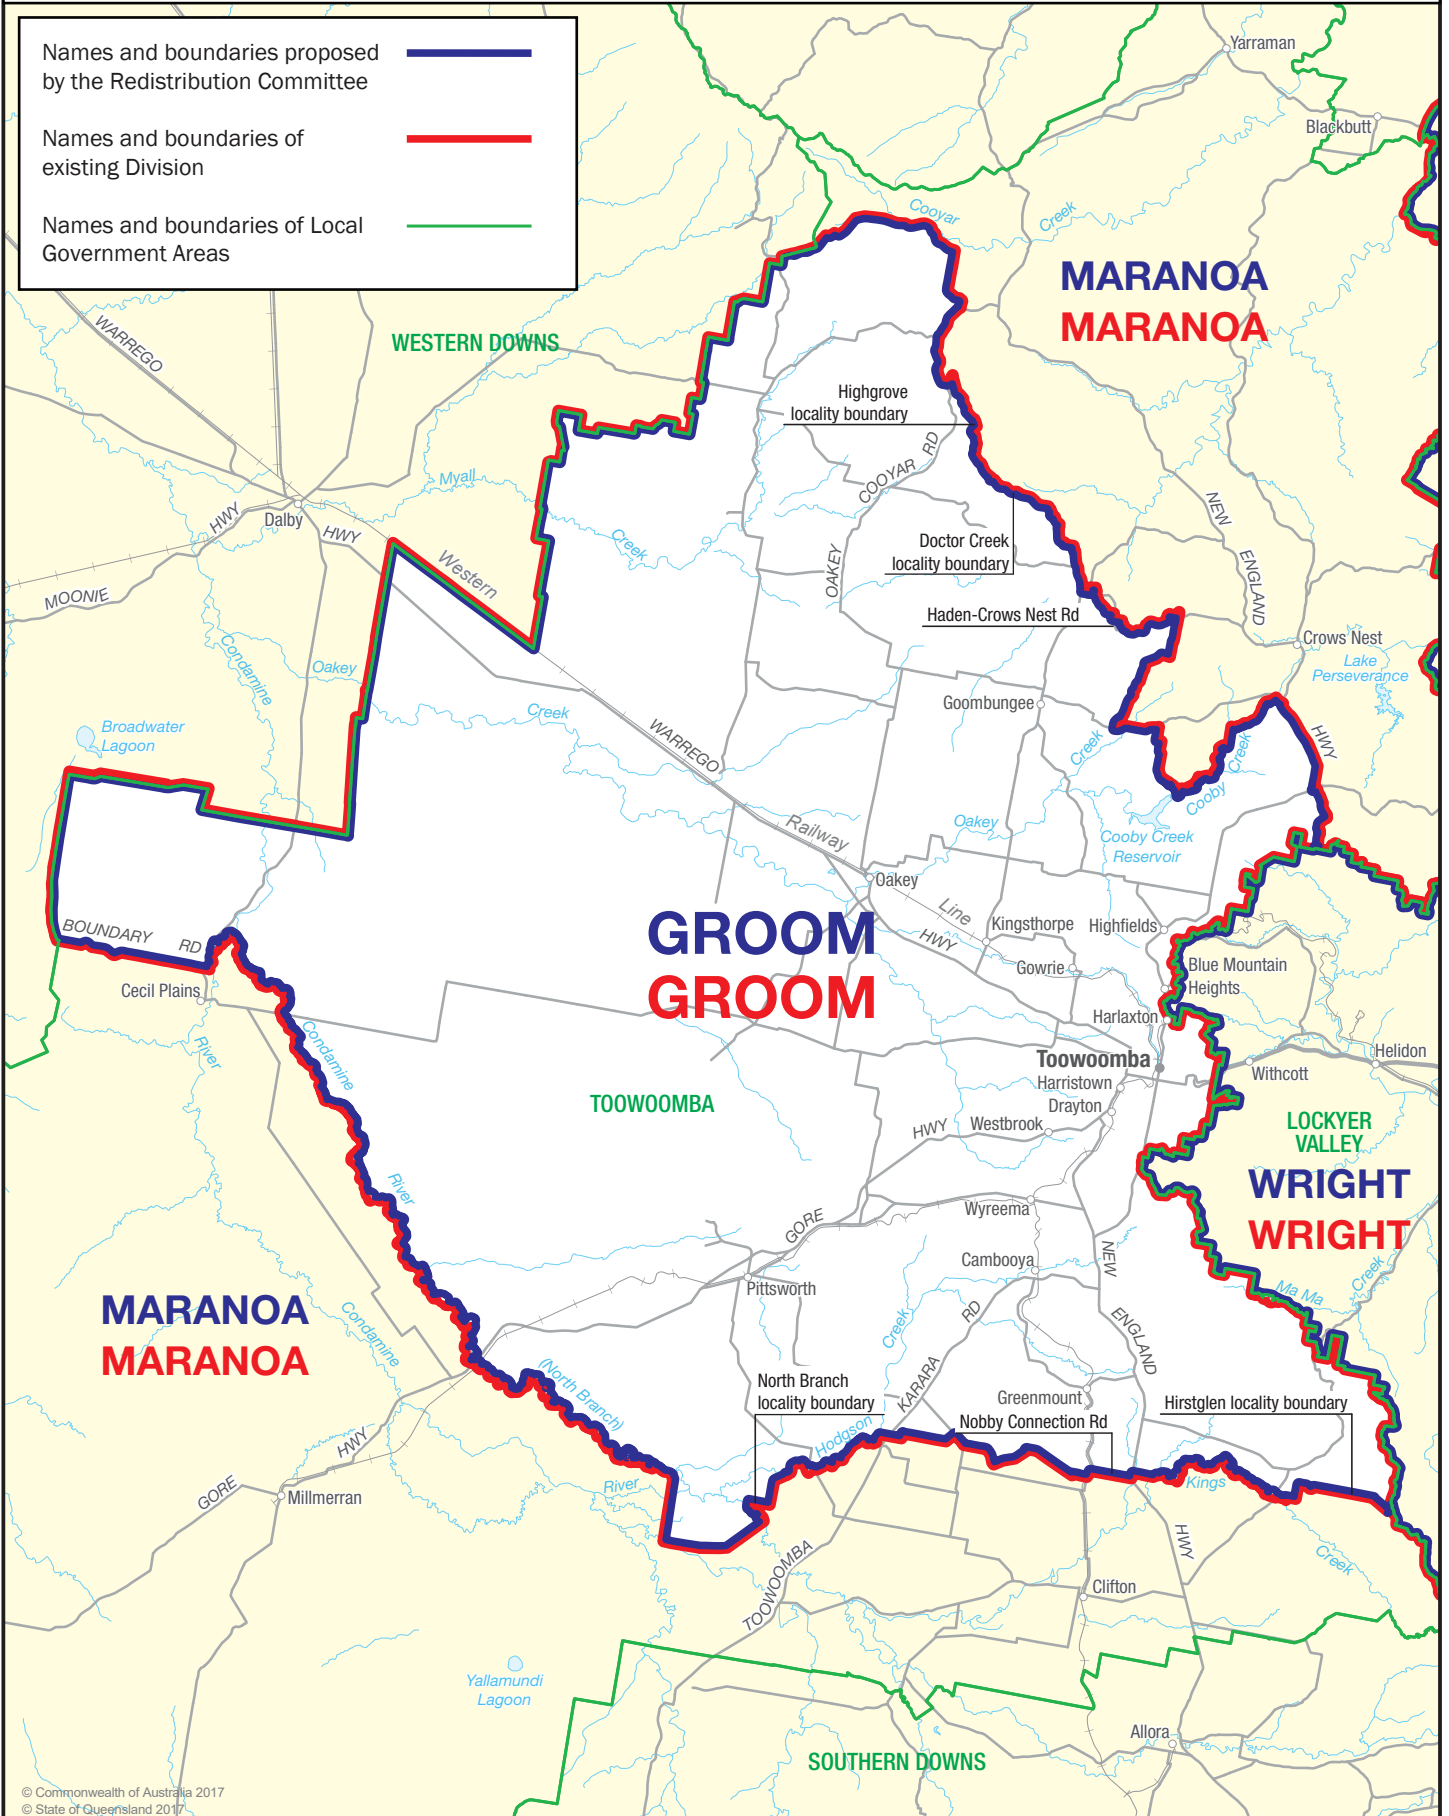 Names and boundaries proposed
by the Redistribution Committee
Names and boundaries of
existing Division
Names and boundaries of Local
Government Areas
Yarraman
Blackbutt
Cooyar
Creek
MARANOA
MARANOA
WARREGO
WESTERN DOWNS
Highgrove
locality boundary
COOYAR
RD
OAKEY
Myall
Creek
Dalby
HWY
HWY
MOONIE
Western
NEW
ENGLAND
Doctor Creek
locality boundary
Haden-Crows Nest Rd
Crows Nest
Lake
Perseverance
Condamine
Oakey
Creek
Broadwater
Lagoon
Goombungee
Creek
WARREGO
HWY
Creek
Cooby
Cooby Creek
Reservoir
Oakey
Railway
Oakey
Line
HWY
Kingsthorpe
Highfields
Gowrie
Blue Mountain
Heights
Harlaxton
GROOM
GROOM
BOUNDARY
RD
Cecil Plains
River
Condamine
River
Toowoomba
Harristown
Drayton
Helidon
Withcott
TOOWOOMBA
HWY
Westbrook
LOCKYER
VALLEY
WRIGHT
WRIGHT
Wyreema
GORE
Cambooya
NEW
ENGLAND
Ma Ma
Creek
Pittsworth
MARANOA
MARANOA
Condamine
Creek
RD
KARARA
(North Branch)
North Branch
locality boundary
Greenmount
Nobby Connection Rd
Hirstglen locality boundary
Hodgson
HWY
GORE
Millmerran
River
Kings
Creek
HWY
TOOWOOMBA
Clifton
Yallamundi
Lagoon
Allora
SOUTHERN DOWNS
© Commonwealth of Australia 2017
© State of Queensland 2017